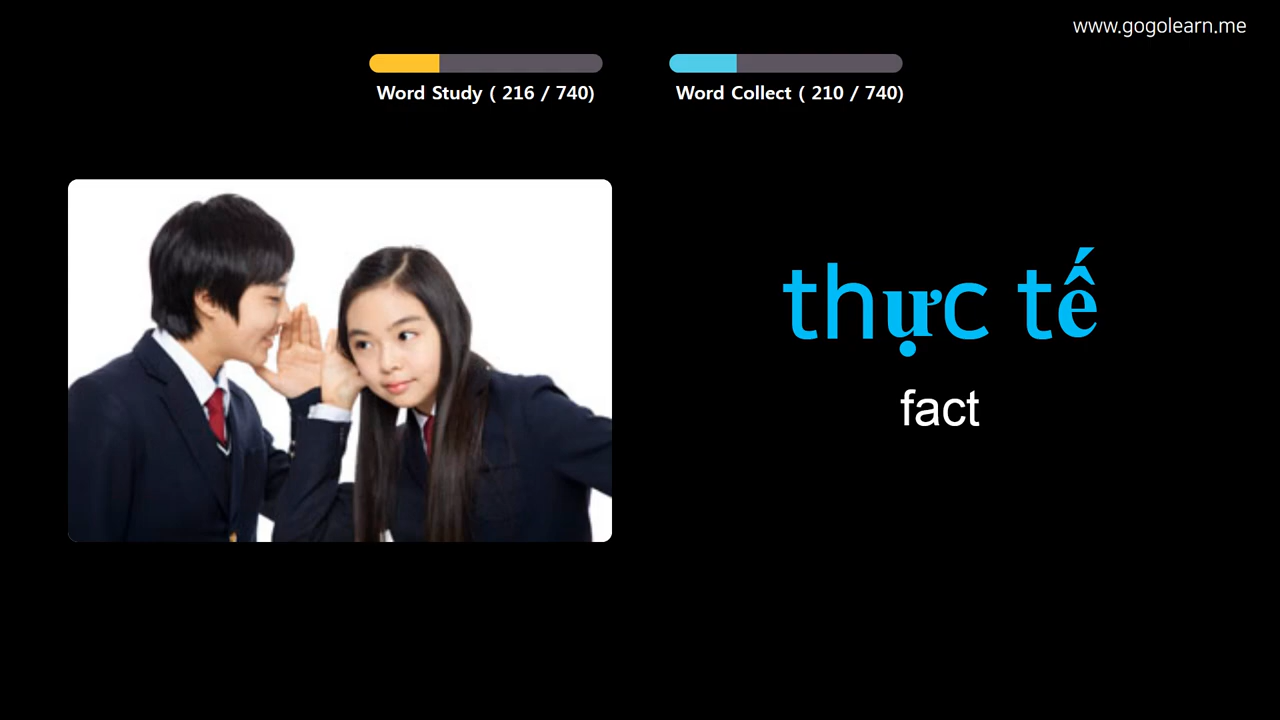 www.gogolearn.me
Word Study ( 216 / 740)
Word Collect ( 210 / 740)
thực tế
fact